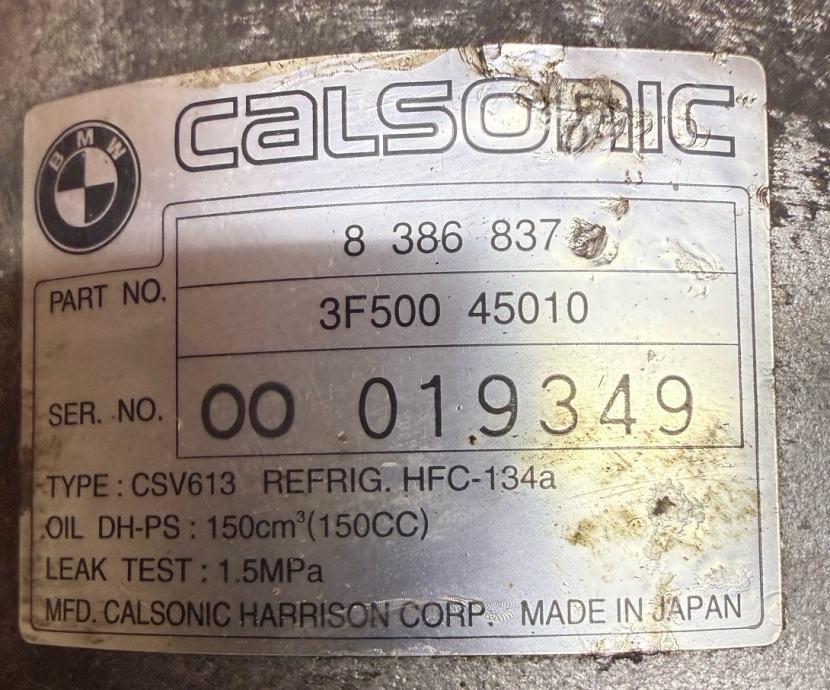 BMW
CALSONIC
8 386 837
PART NO.
3F500 45010
SER. NO. 00 019349
TYPE : CSV613 REFRIG. HFC-134a
OIL DH-PS : 150cm³(150CC)
LEAK TEST : 1.5MPa
MFD. CALSONIC HARRISON CORP. MADE IN JAPAN